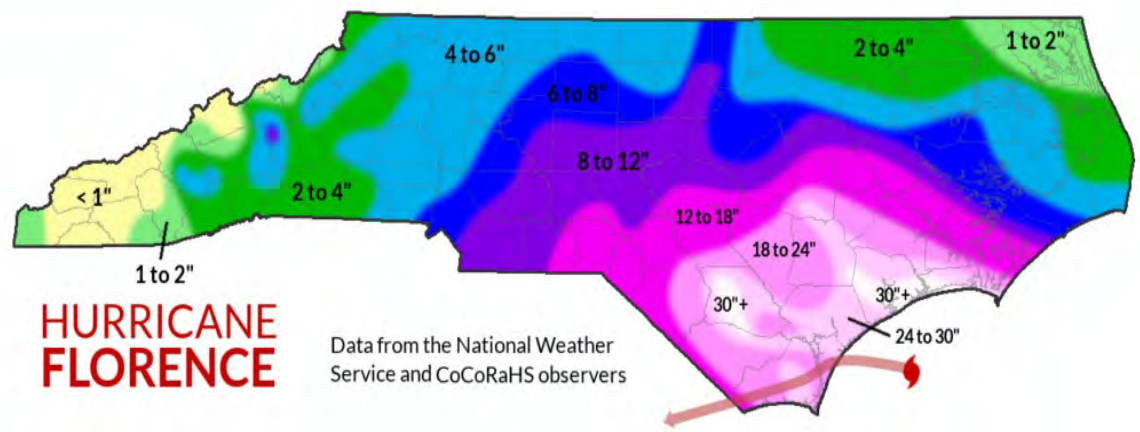 4 to 6"
2 to 4"
1 to 2"
6 to 8"
8 to 12"
< 1"
2 to 4"
12 to 18"
18 to 24"
1 to 2"
30"+
30"+
24 to 30"
HURRICANE
FLORENCE
Data from the National Weather
Service and CoCoRaHS observers